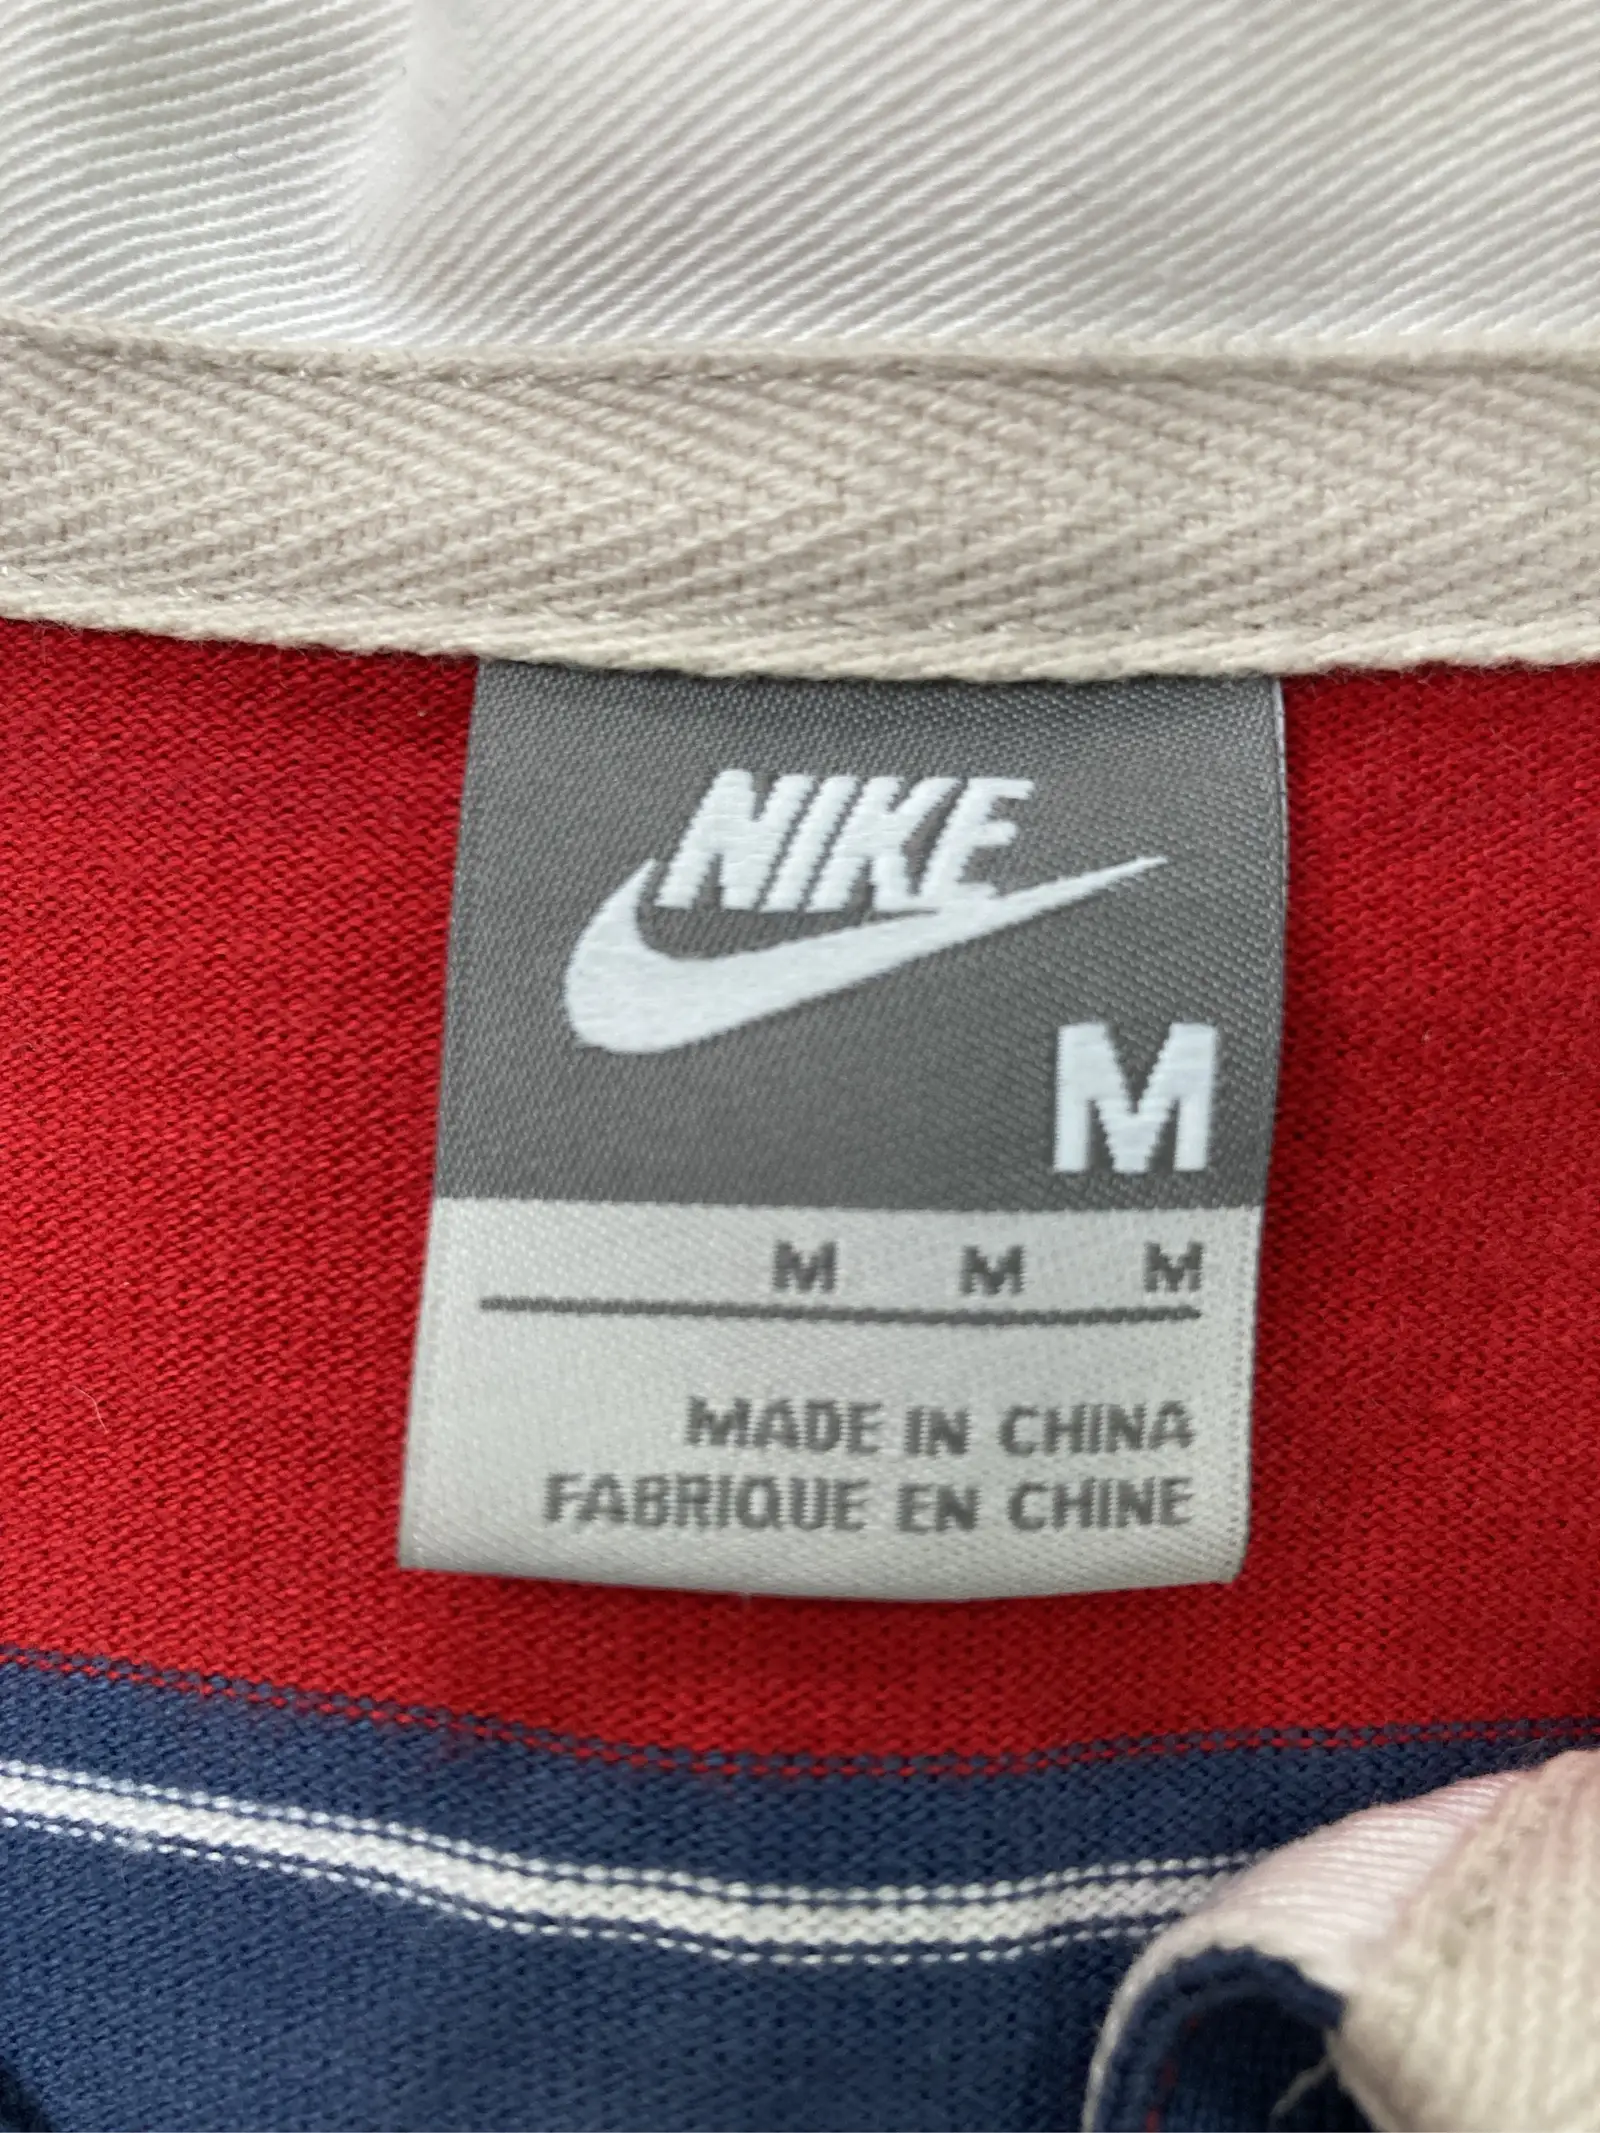 NIKE
M
M M M
MADE IN CHINA
FABRIQUE EN CHINE